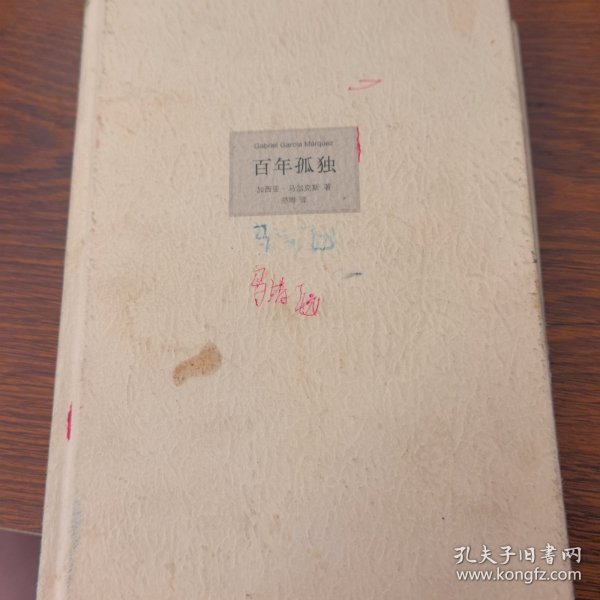 Gabriel García Márquez
百年孤独
加西亚·马尔克斯 著
范晔 译
孔夫子旧书网
www.kongfz.com